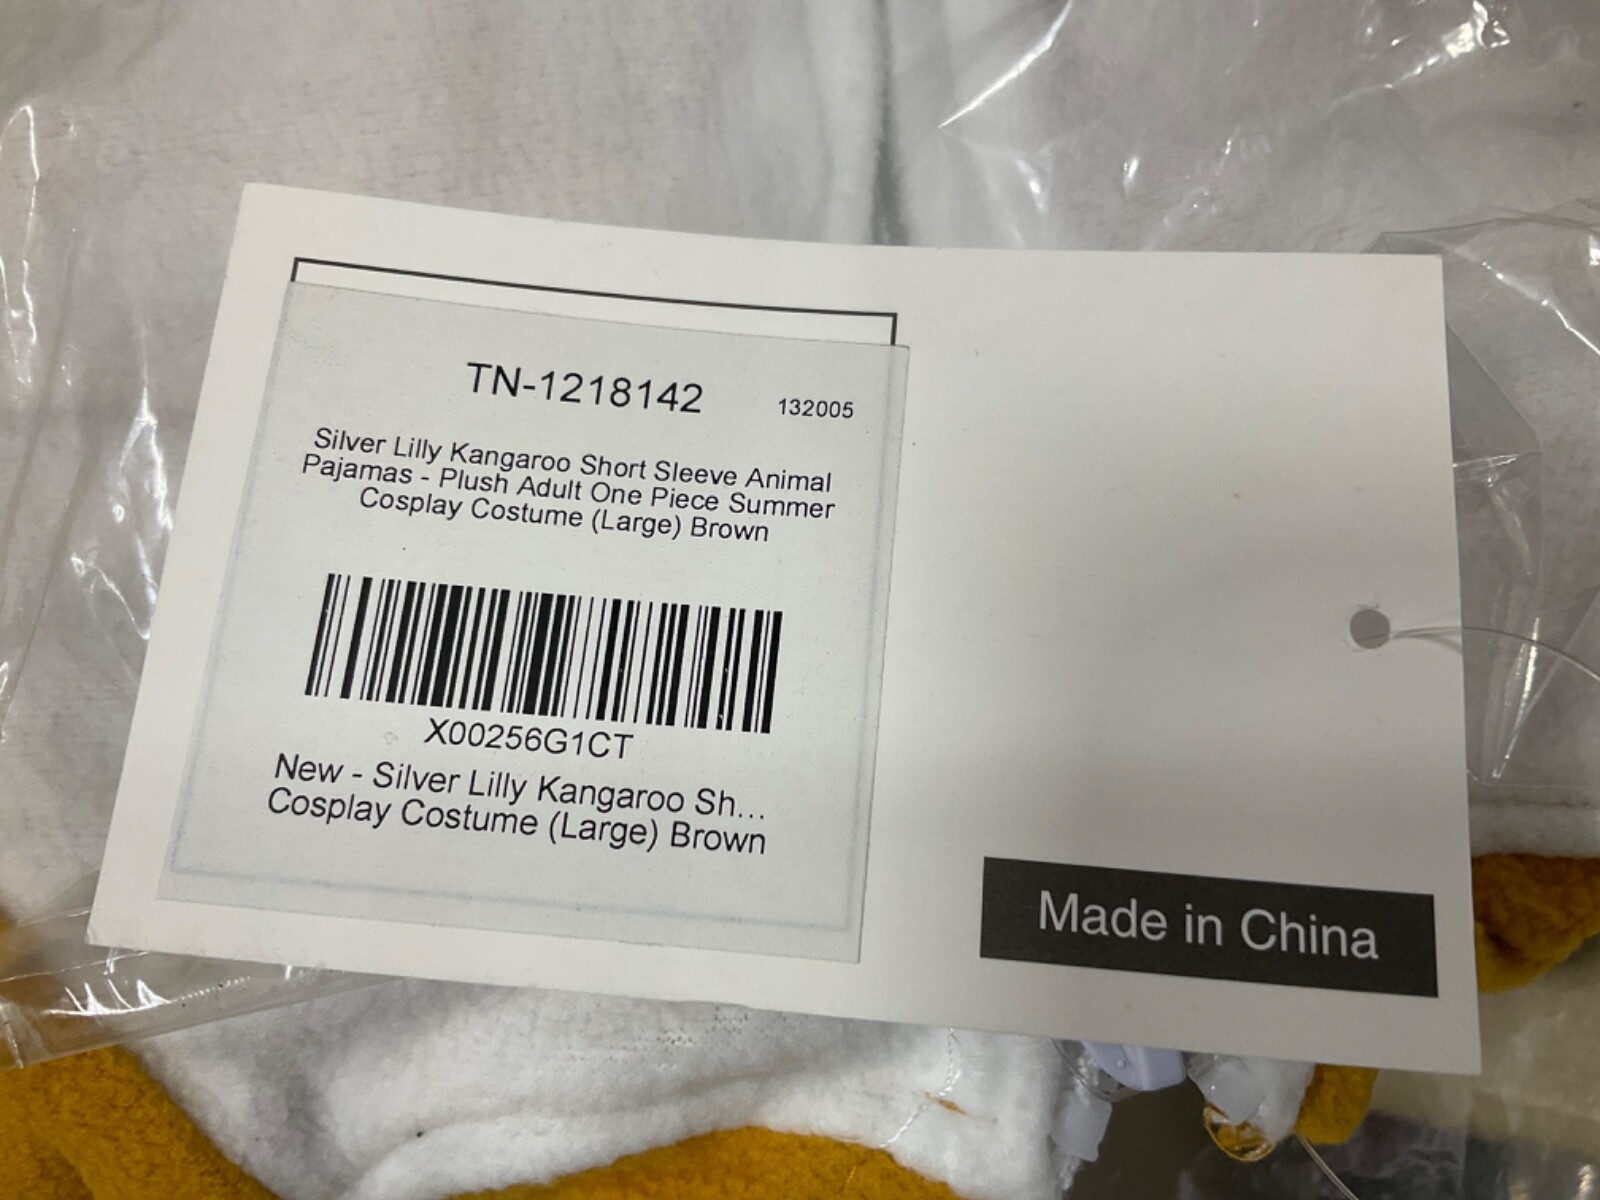 TN-1218142 132005
Silver Lilly Kangaroo Short Sleeve Animal
Pajamas - Plush Adult One Piece Summer
Cosplay Costume (Large) Brown
X00256G1CT
New - Silver Lilly Kangaroo Sh...
Cosplay Costume (Large) Brown
Made in China